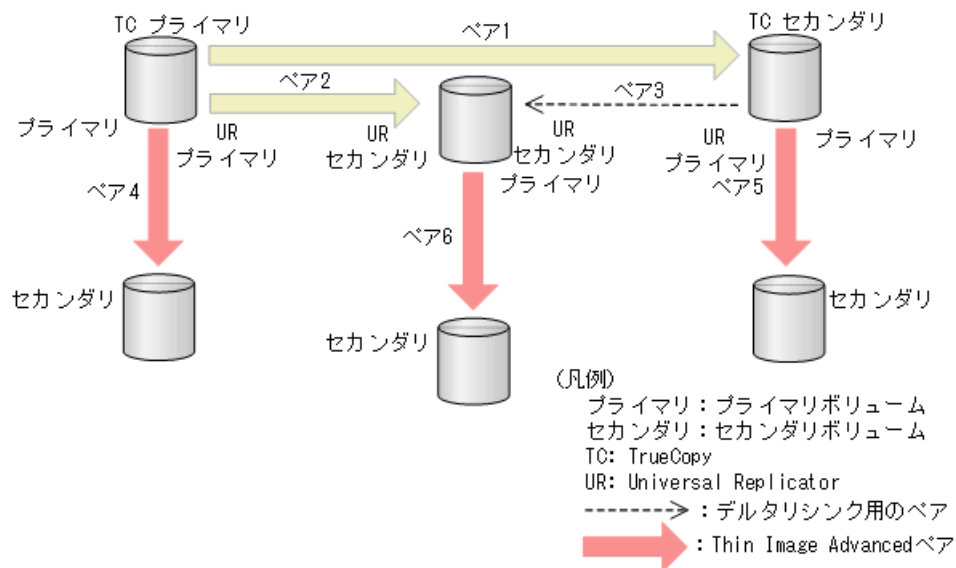 TC プライマリ
TC セカンダリ
ペア1
ペア2
ペア3
プライマリ
UR
プライマリ
UR
セカンダリ
UR
セカンダリ
プライマリ
UR
プライマリ
プライマリ
ペア4
ペア5
ペア6
セカンダリ
セカンダリ
セカンダリ
(凡例)
プライマリ：プライマリボリューム
セカンダリ：セカンダリボリューム
TC: TrueCopy
UR: Universal Replicator
：デルタリシンク用のペア
：Thin Image Advancedペア